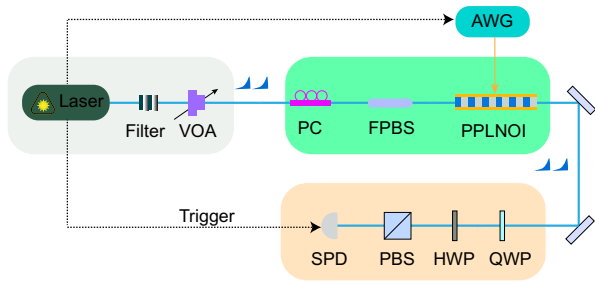 AWG
Laser
Filter
VOA
PC
FPBS
PPLNOI
Trigger
SPD
PBS
HWP
QWP